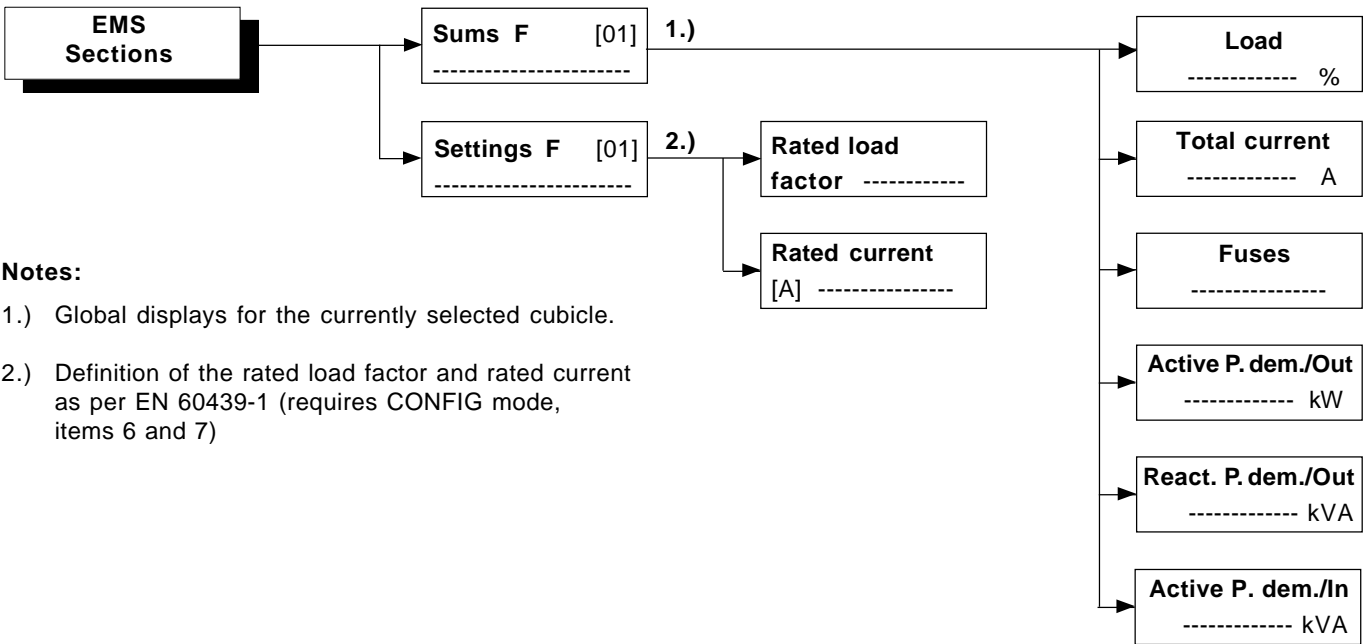 EMS
Sections
Sums F [01]
-----------------------
1.)
Settings F [01]
-----------------------
2.)
Rated load
factor ------------
Rated current
[A] ----------------
Load
------------- %
Total current
------------- A
Fuses
----------------
Active P. dem./Out
------------- kW
React. P. dem./Out
------------- kVA
Active P. dem./In
------------- kVA
Notes:
1.) Global displays for the currently selected cubicle.
2.) Definition of the rated load factor and rated current
as per EN 60439-1 (requires CONFIG mode,
items 6 and 7)